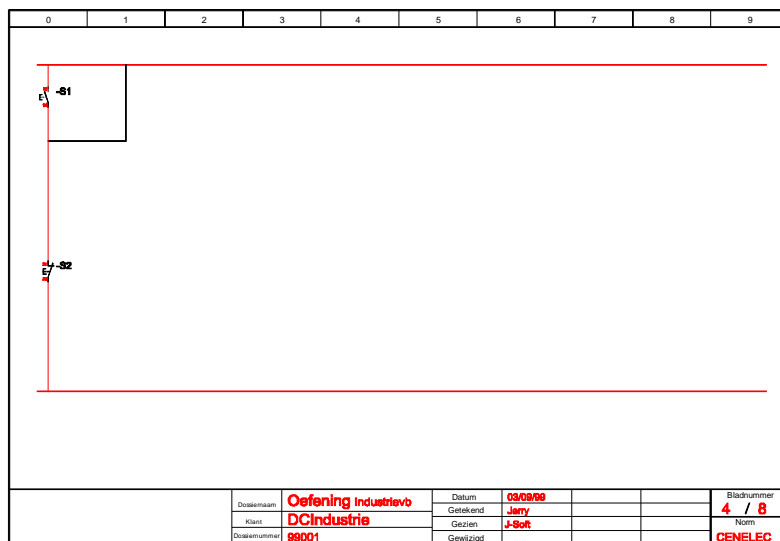 0 1 2 3 4 5 6 7 8 9
-S1
E
-S2
E
Dossiernaam Oefening industrievb
Klant DCIndustrie
Dossiernummer 99001
Datum 03/09/99
Getekend Jerry
Gezien J-Soft
Gewijzigd
Bladnummer
4 / 8
Norm
CENELEC